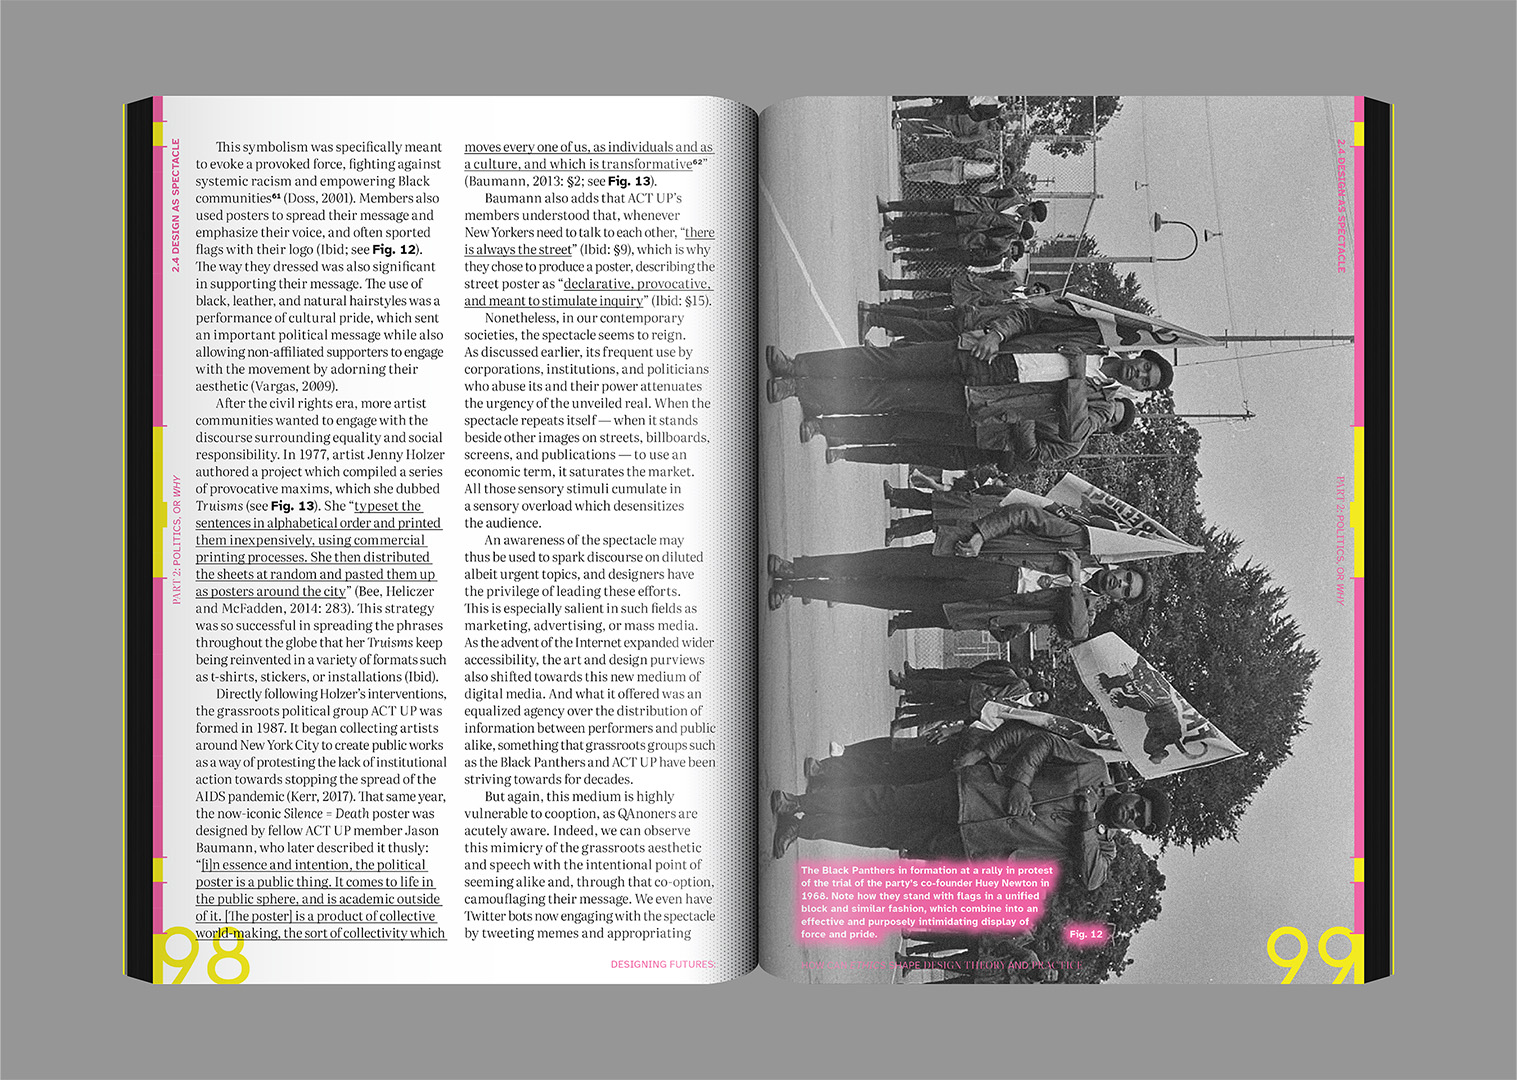 2.4 DESIGN AS SPECTACLE
PART 2: POLITICS, OR WHY
This symbolism was specifically meant
to evoke a provoked force, fighting against
systemic racism and empowering Black
communities⁶¹ (Doss, 2001). Members also
used posters to spread their message and
emphasize their voice, and often sported
flags with their logo (Ibid; see Fig. 12).
The way they dressed was also significant
in supporting their message. The use of
black, leather, and natural hairstyles was a
performance of cultural pride, which sent
an important political message while also
allowing non-affiliated supporters to engage
with the movement by adorning their
aesthetic (Vargas, 2009).
After the civil rights era, more artist
communities wanted to engage with the
discourse surrounding equality and social
responsibility. In 1977, artist Jenny Holzer
authored a project which compiled a series
of provocative maxims, which she dubbed
Truisms (see Fig. 13). She “typeset the
sentences in alphabetical order and printed
them inexpensively, using commercial
printing processes. She then distributed
the sheets at random and pasted them up
as posters around the city” (Bee, Heliczer
and McFadden, 2014: 283). This strategy
was so successful in spreading the phrases
throughout the globe that her Truisms keep
being reinvented in a variety of formats such
as t-shirts, stickers, or installations (Ibid).
Directly following Holzer’s interventions,
the grassroots political group ACT UP was
formed in 1987. It began collecting artists
around New York City to create public works
as a way of protesting the lack of institutional
action towards stopping the spread of the
AIDS pandemic (Kerr, 2017). That same year,
the now-iconic Silence = Death poster was
designed by fellow ACT UP member Jason
Baumann, who later described it thusly:
“[i]n essence and intention, the political
poster is a public thing. It comes to life in
the public sphere, and is academic outside
of it. [The poster] is a product of collective
world-making, the sort of collectivity which
98
moves every one of us, as individuals and as
a culture, and which is transformative⁶²”
(Baumann, 2013: §2; see Fig. 13).
Baumann also adds that ACT UP’s
members understood that, whenever
New Yorkers need to talk to each other, “there
is always the street” (Ibid: §9), which is why
they chose to produce a poster, describing the
street poster as “declarative, provocative,
and meant to stimulate inquiry” (Ibid: §15).
Nonetheless, in our contemporary
societies, the spectacle seems to reign.
As discussed earlier, its frequent use by
corporations, institutions, and politicians
who abuse its and their power attenuates
the urgency of the unveiled real. When the
spectacle repeats itself — when it stands
beside other images on streets, billboards,
screens, and publications — to use an
economic term, it saturates the market.
All those sensory stimuli cumulate in
a sensory overload which desensitizes
the audience.
An awareness of the spectacle may
thus be used to spark discourse on diluted
albeit urgent topics, and designers have
the privilege of leading these efforts.
This is especially salient in such fields as
marketing, advertising, or mass media.
As the advent of the Internet expanded wider
accessibility, the art and design purviews
also shifted towards this new medium of
digital media. And what it offered was an
equalized agency over the distribution of
information between performers and public
alike, something that grassroots groups such
as the Black Panthers and ACT UP have been
striving towards for decades.
But again, this medium is highly
vulnerable to cooption, as QAnoners are
acutely aware. Indeed, we can observe
this mimicry of the grassroots aesthetic
and speech with the intentional point of
seeming alike and, through that co-option,
camouflaging their message. We even have
Twitter bots now engaging with the spectacle
by tweeting memes and appropriating
DESIGNING FUTURES:
The Black Panthers in formation at a rally in protest
of the trial of the party’s co-founder Huey Newton in
1968. Note how they stand with flags in a unified
block and similar fashion, which combine into an
effective and purposely intimidating display of
force and pride.
Fig. 12
SHAPE DESIGN THEORY AND PRACTICE
2.4 DESIGN AS SPECTACLE
PART 2: POLITICS, OR WHY
99